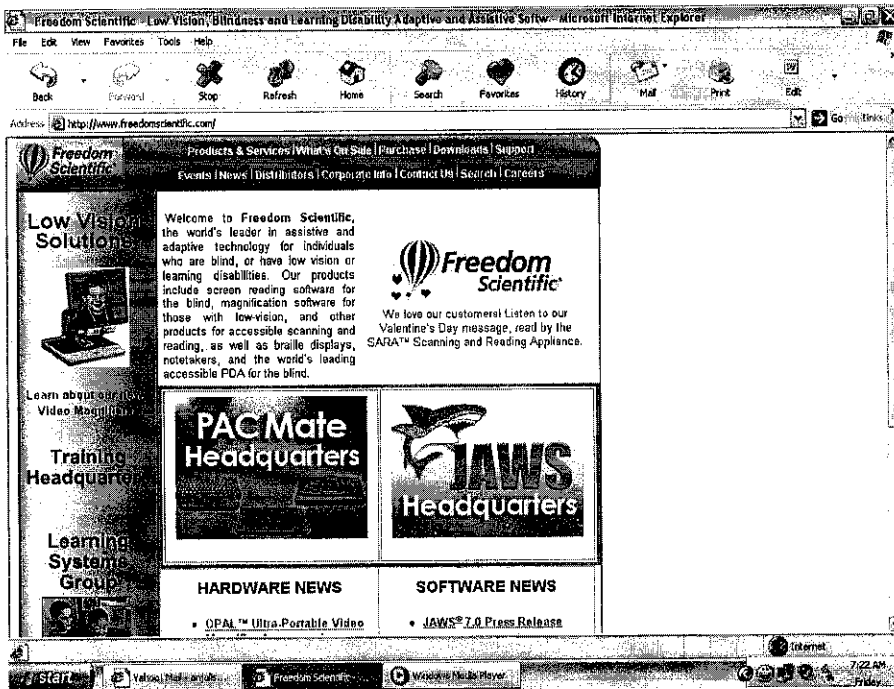 Freedom Scientific - Low Vision, Blindness and Learning Disability Adaptive and Assistive Softw - Microsoft Internet Explorer
File Edit View Favorites Tools Help
Back Forward Stop Refresh Home Search Favorites History Mail Print Edit
Address http://www.freedomscientific.com/ Go Links
Freedom
Scientific
Products & Services | What's On Sale | Purchase | Downloads | Support
Events | News | Distributors | Corporate Info | Contact Us | Search | Careers
Low Vision
Solutions
Learn about our new
Video Magnifiers
Training
Headquarters
Learning
Systems
Group
Welcome to Freedom Scientific,
the world's leader in assistive and
adaptive technology for individuals
who are blind, or have low vision or
learning disabilities. Our products
include screen reading software for
the blind, magnification software for
those with low-vision, and other
products for accessible scanning and
reading, as well as braille displays,
notetakers, and the world's leading
accessible PDA for the blind.
Freedom
Scientific
We love our customers! Listen to our
Valentine's Day message, read by the
SARA™ Scanning and Reading Appliance.
PAC Mate
Headquarters
JAWS
Headquarters
HARDWARE NEWS
OPAL™ Ultra-Portable Video
SOFTWARE NEWS
JAWS® 7.0 Press Release
Internet
start Yahoo! Mail - Freedom Scientific Windows Media Player 7:22 AM
Friday